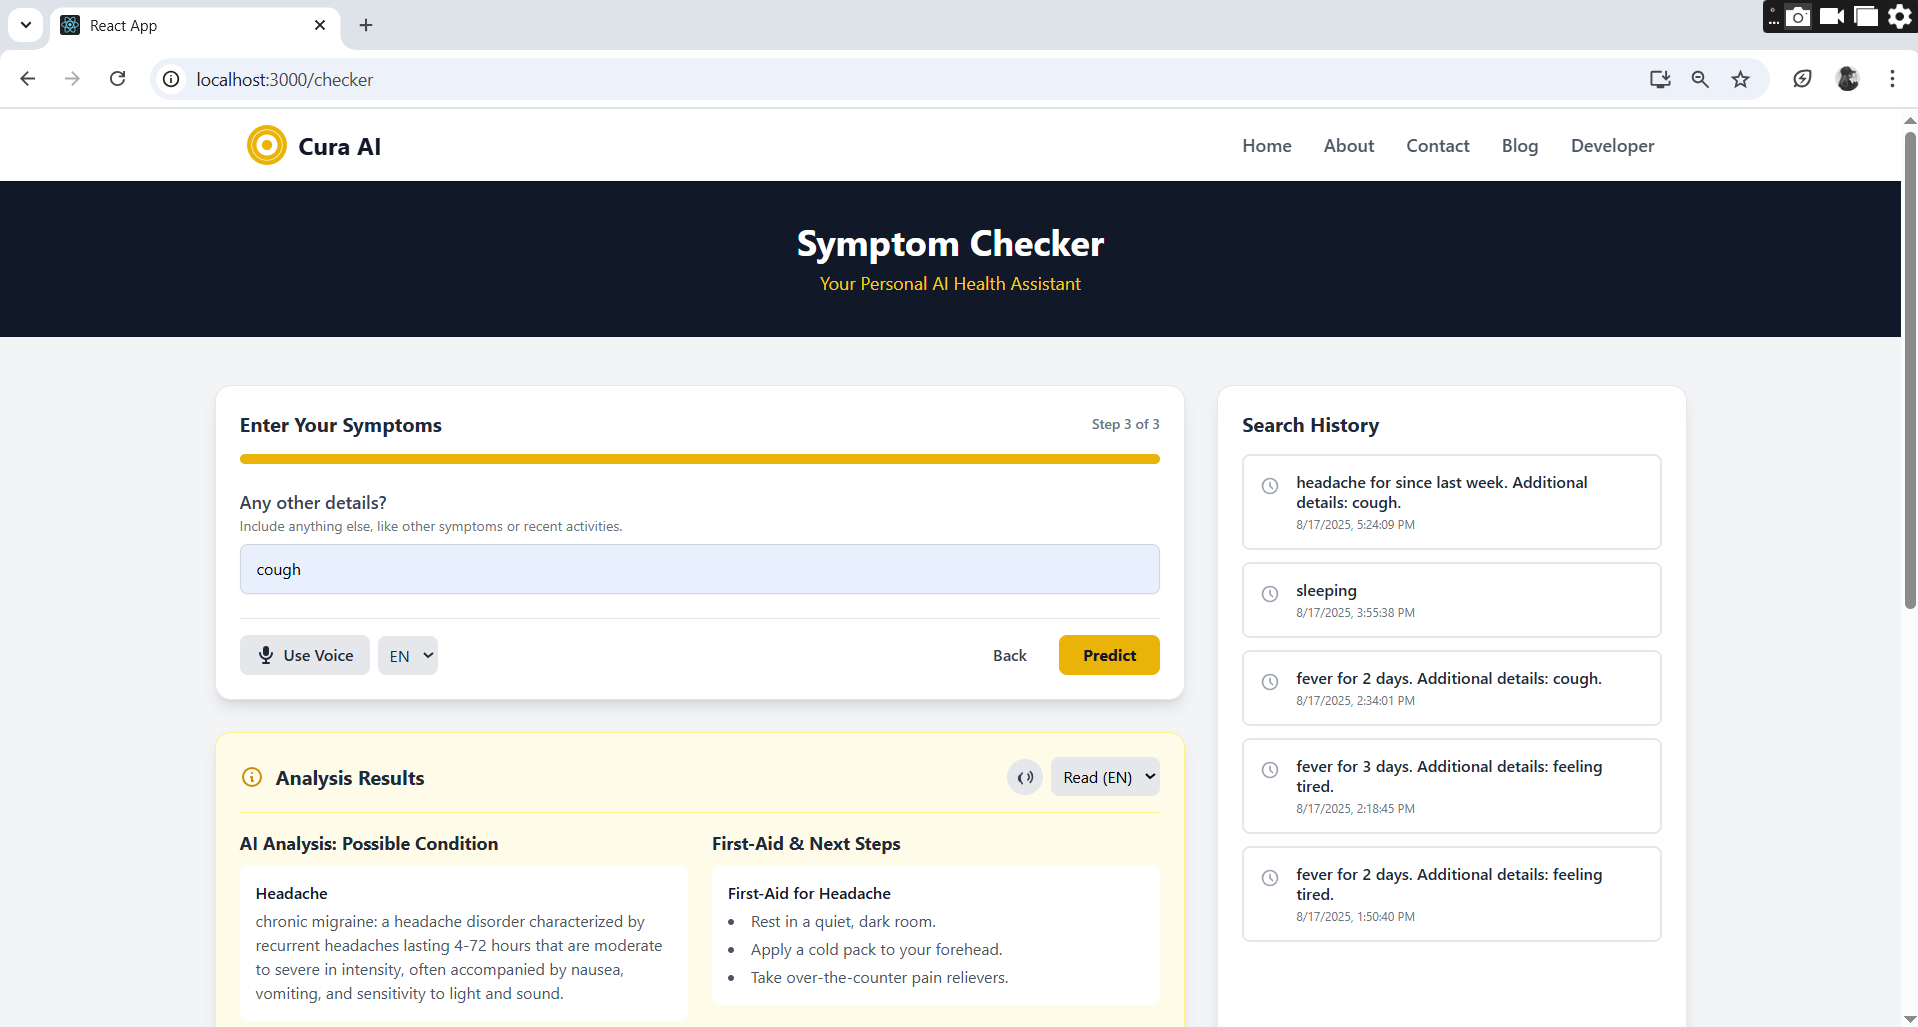 React App
localhost:3000/checker
Cura AI
Home
About
Contact
Blog
Developer
Symptom Checker
Your Personal AI Health Assistant
Enter Your Symptoms
Step 3 of 3
Any other details?
Include anything else, like other symptoms or recent activities.
cough
Use Voice
EN
Back
Predict
Analysis Results
Read (EN)
AI Analysis: Possible Condition
Headache
chronic migraine: a headache disorder characterized by
recurrent headaches lasting 4-72 hours that are moderate
to severe in intensity, often accompanied by nausea,
vomiting, and sensitivity to light and sound.
First-Aid & Next Steps
First-Aid for Headache
Rest in a quiet, dark room.
Apply a cold pack to your forehead.
Take over-the-counter pain relievers.
Search History
headache for since last week. Additional
details: cough.
8/17/2025, 5:24:09 PM
sleeping
8/17/2025, 3:55:38 PM
fever for 2 days. Additional details: cough.
8/17/2025, 2:34:01 PM
fever for 3 days. Additional details: feeling
tired.
8/17/2025, 2:18:45 PM
fever for 2 days. Additional details: feeling
tired.
8/17/2025, 1:50:40 PM